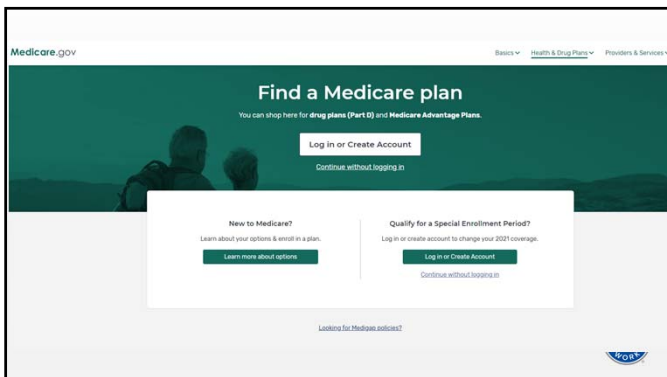 Medicare.gov
Basics Health & Drug Plans Providers & Services
Find a Medicare plan
You can shop here for drug plans (Part D) and Medicare Advantage Plans.
Log in or Create Account
Continue without logging in
New to Medicare?
Learn about your options & enroll in a plan.
Learn more about options
Qualify for a Special Enrollment Period?
Log in or create account to change your 2021 coverage.
Log in or Create Account
Continue without logging in
Looking for Medigap policies?
WORK